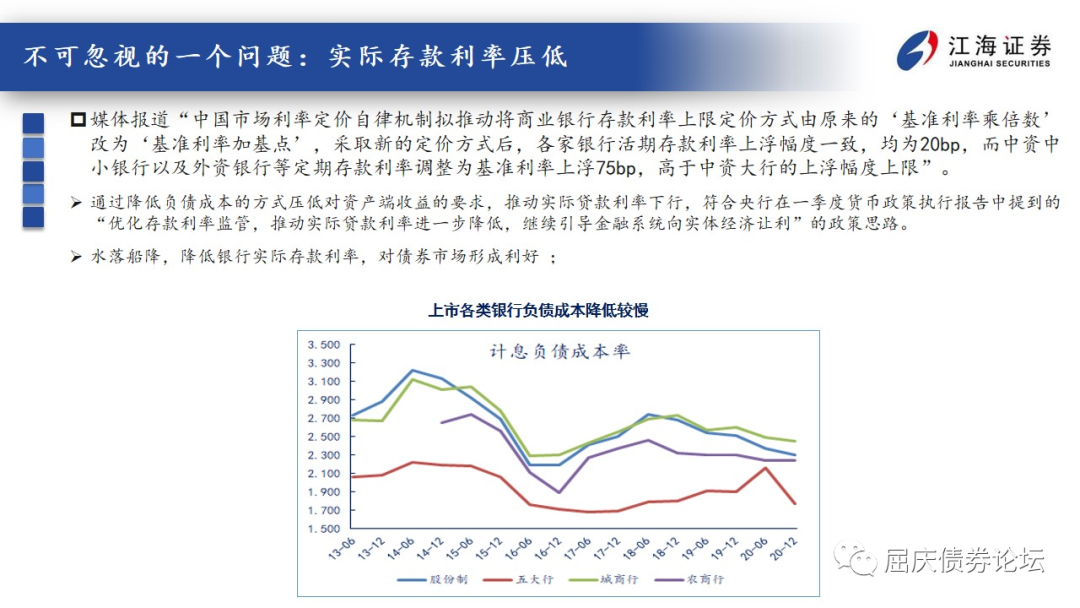 不可忽视的一个问题：实际存款利率压低
江海证券
JIANGHAI SECURITIES
媒体报道“中国市场利率定价自律机制拟推动将商业银行存款利率上限定价方式由原来的‘基准利率乘倍数’
改为‘基准利率加基点’，采取新的定价方式后，各家银行活期存款利率上浮幅度一致，均为20bp，而中资中
小银行以及外资银行等定期存款利率调整为基准利率上浮75bp，高于中资大行的上浮幅度上限”。
通过降低负债成本的方式压低对资产端收益的要求，推动实际贷款利率下行，符合央行在一季度货币政策执行报告中提到的
“优化存款利率监管，推动实际贷款利率进一步降低，继续引导金融系统向实体经济让利”的政策思路。
水落船降，降低银行实际存款利率，对债券市场形成利好 ；
上市各类银行负债成本降低较慢
计息负债成本率
3.500
3.300
3.100
2.900
2.700
2.500
2.300
2.100
1.900
1.700
1.500
13-06 13-12 14-06 14-12 15-06 15-12 16-06 16-12 17-06 17-12 18-06 18-12 19-06 19-12 20-06 20-12
股份制 五大行 城商行 农商行
屈庆债券论坛